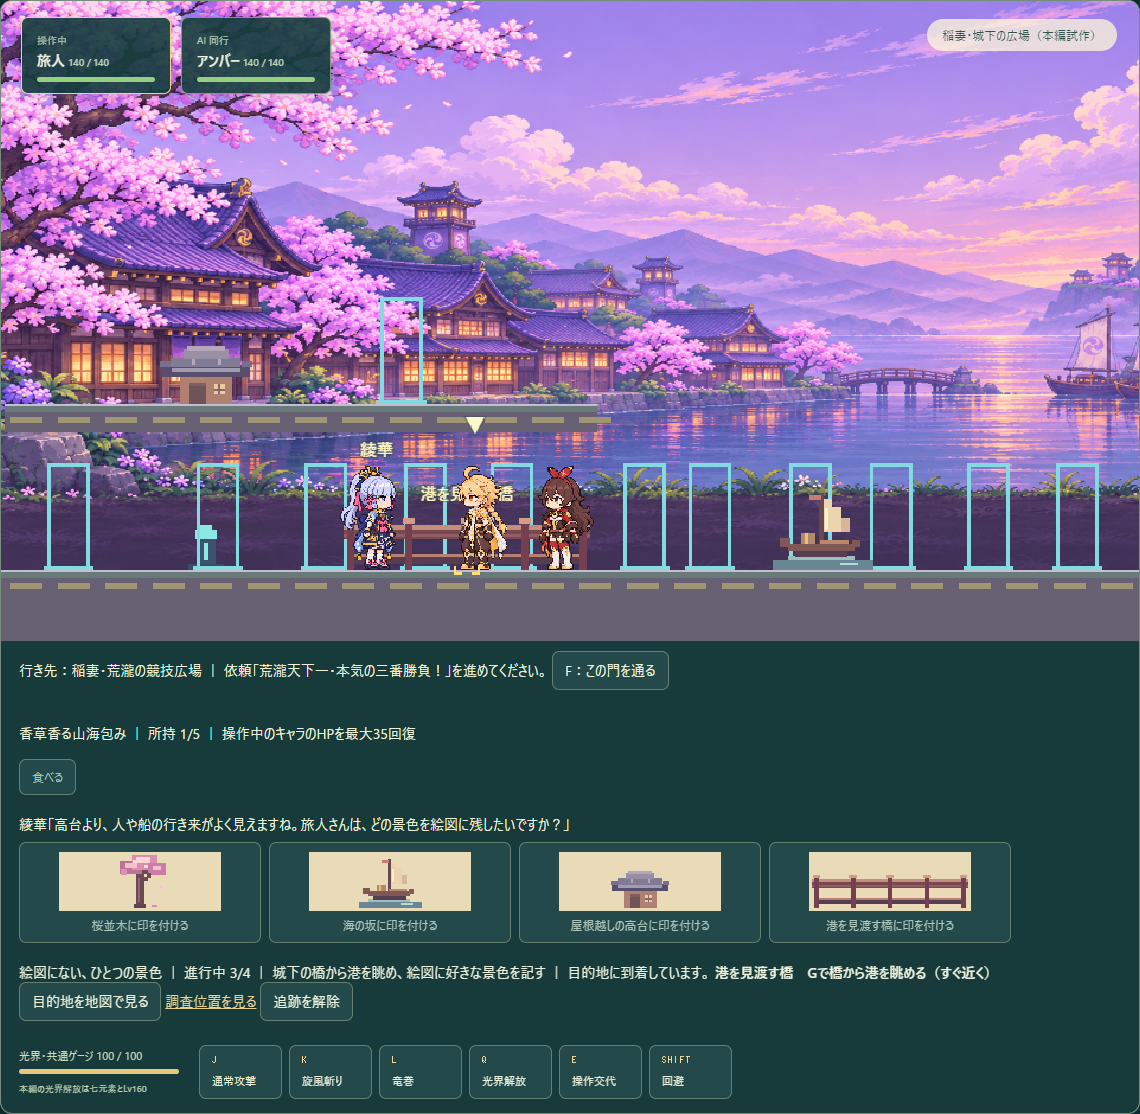 操作中
旅人 140 / 140
AI 同行
アンバー 140 / 140
稲妻・城下の広場（本編試作）
綾華
港を見 橋
行き先：稲妻・荒瀧の競技広場 ｜ 依頼「荒瀧天下一・本気の三番勝負！」を進めてください。 F：この門を通る
香草香る山海包み ｜ 所持 1/5 ｜ 操作中のキャラのHPを最大35回復
食べる
綾華「高台より、人や船の行き来がよく見えますね。旅人さんは、どの景色を絵図に残したいですか？」
桜並木に印を付ける
海の坂に印を付ける
屋根越しの高台に印を付ける
港を見渡す橋に印を付ける
絵図にない、ひとつの景色 ｜ 進行中 3/4 ｜ 城下の橋から港を眺め、絵図に好きな景色を記す ｜ 目的地に到着しています。 港を見渡す橋 Gで橋から港を眺める（すぐ近く）
目的地を地図で見る 調査位置を見る 追跡を解除
光界・共通ゲージ 100 / 100
本編の光界解放は七元素とLv160
J
通常攻撃
K
旋風斬り
L
竜巻
Q
光界解放
E
操作交代
SHIFT
回避